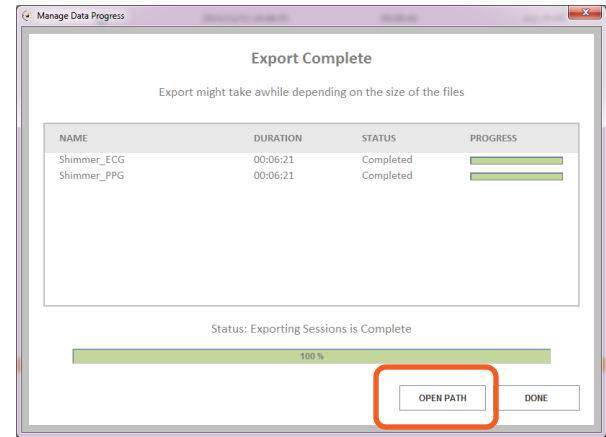 Manage Data Progress
Export Complete
Export might take awhile depending on the size of the files
NAME DURATION STATUS PROGRESS
Shimmer_ECG 00:06:21 Completed
Shimmer_PPG 00:06:21 Completed
Status: Exporting Sessions is Complete
100 %
OPEN PATH DONE